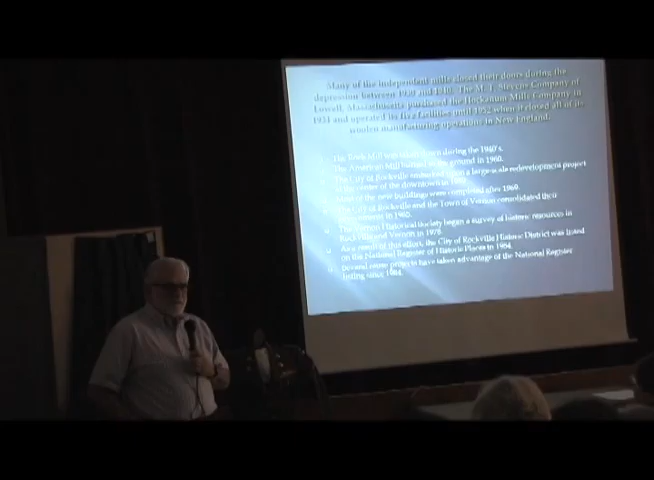 Many of the independent mills closed their doors during the
depression between 1930 and 1940. The M. T. Stevens Company of
Lowell, Massachusetts purchased the Hockanum Mills Company in
1934 and operated its five facilities until 1952 when it closed all of its
woolen manufacturing operations in New England.
The Rock Mill was torn down during the 1940's.
The American Mill burned to the ground in 1960.
The City of Rockville embarked upon a large-scale redevelopment project
in the center of the downtown in
of the new buildings were completed after 1969.
The City of Rockville and the Town of Vernon consolidated their
governments in 1960.
The Vernon Historical Society began a survey of historic resources in
Rockville and Vernon in 1978.
As a result of this effort, the City of Rockville Historic District was listed
on the National Register of Historic Places in 1984.
Several projects have taken advantage of the National Register
listing since 1984.